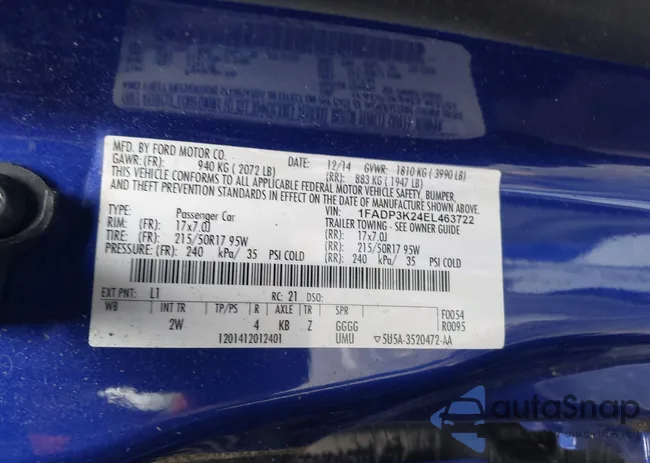 MFD. BY FORD MOTOR CO.
DATE: 12/14 GVWR: 1810 KG ( 3990 LB)
GAWR: (FR): 940 KG ( 2072 LB) (RR): 883 KG ( 1947 LB)
THIS VEHICLE CONFORMS TO ALL APPLICABLE FEDERAL MOTOR VEHICLE SAFETY, BUMPER,
AND THEFT PREVENTION STANDARDS IN EFFECT ON THE DATE OF MANUFACTURE SHOWN ABOVE.
VIN: 1FADP3K24EL463722
TYPE: Passenger Car TRAILER TOWING - SEE OWNER GUIDE
RIM: (FR): 17x7.0J (RR): 17x7.0J
TIRE: (FR): 215/50R17 95W (RR): 215/50R17 95W
PRESSURE: (FR): 240 kPa/ 35 PSI COLD (RR): 240 kPa/ 35 PSI COLD
EXT PNT: L1 RC: 21 DSO:
WB INT TR TP/PS R AXLE TR SPR F0054
2W 4 KB Z GGGG R0095
1201412012401 UMU 5U5A-3520472-AA
autoSnap